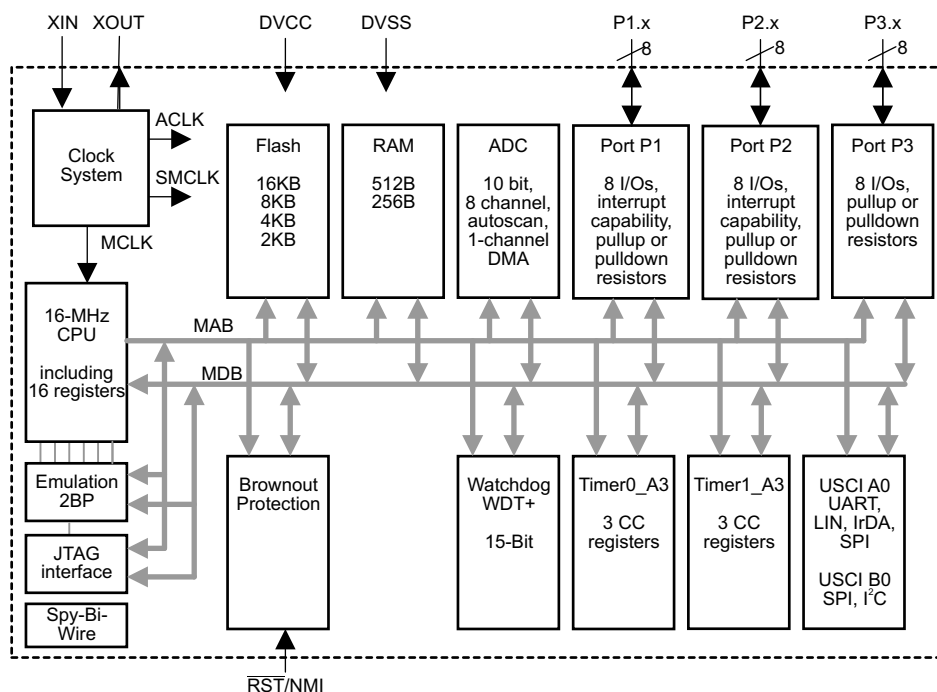 XIN
XOUT
DVCC
DVSS
P1.x
P2.x
P3.x
8
8
8
Clock
System
ACLK
SMCLK
MCLK
Flash
16KB
8KB
4KB
2KB
RAM
512B
256B
ADC
10 bit,
8 channel,
autoscan,
1-channel
DMA
Port P1
8 I/Os,
interrupt
capability,
pullup or
pulldown
resistors
Port P2
8 I/Os,
interrupt
capability,
pullup or
pulldown
resistors
Port P3
8 I/Os,
pullup or
pulldown
resistors
16-MHz
CPU
including
16 registers
MAB
MDB
Emulation
2BP
JTAG
interface
Spy-Bi-
Wire
Brownout
Protection
Watchdog
WDT+
15-Bit
Timer0_A3
3 CC
registers
Timer1_A3
3 CC
registers
USCI A0
UART,
LIN, IrDA,
SPI
USCI B0
SPI, I²C
RST/NMI